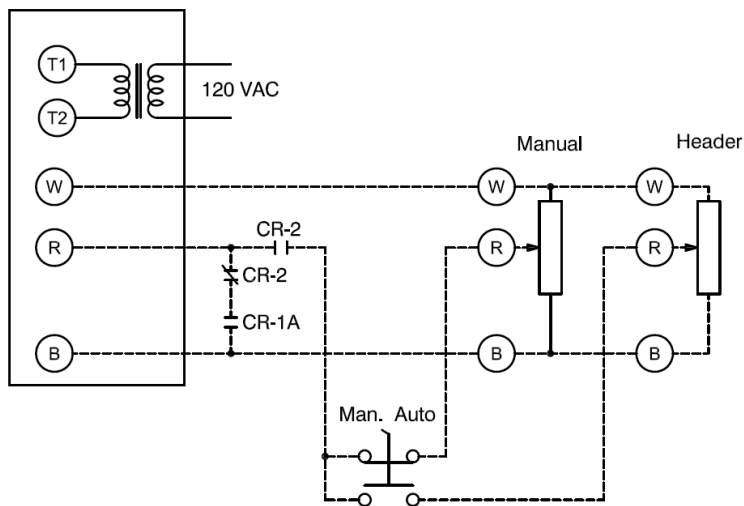 T1
120 VAC
T2
Manual
Header
W
W
W
CR-2
R
R
R
CR-2
CR-1A
B
B
B
Man. Auto